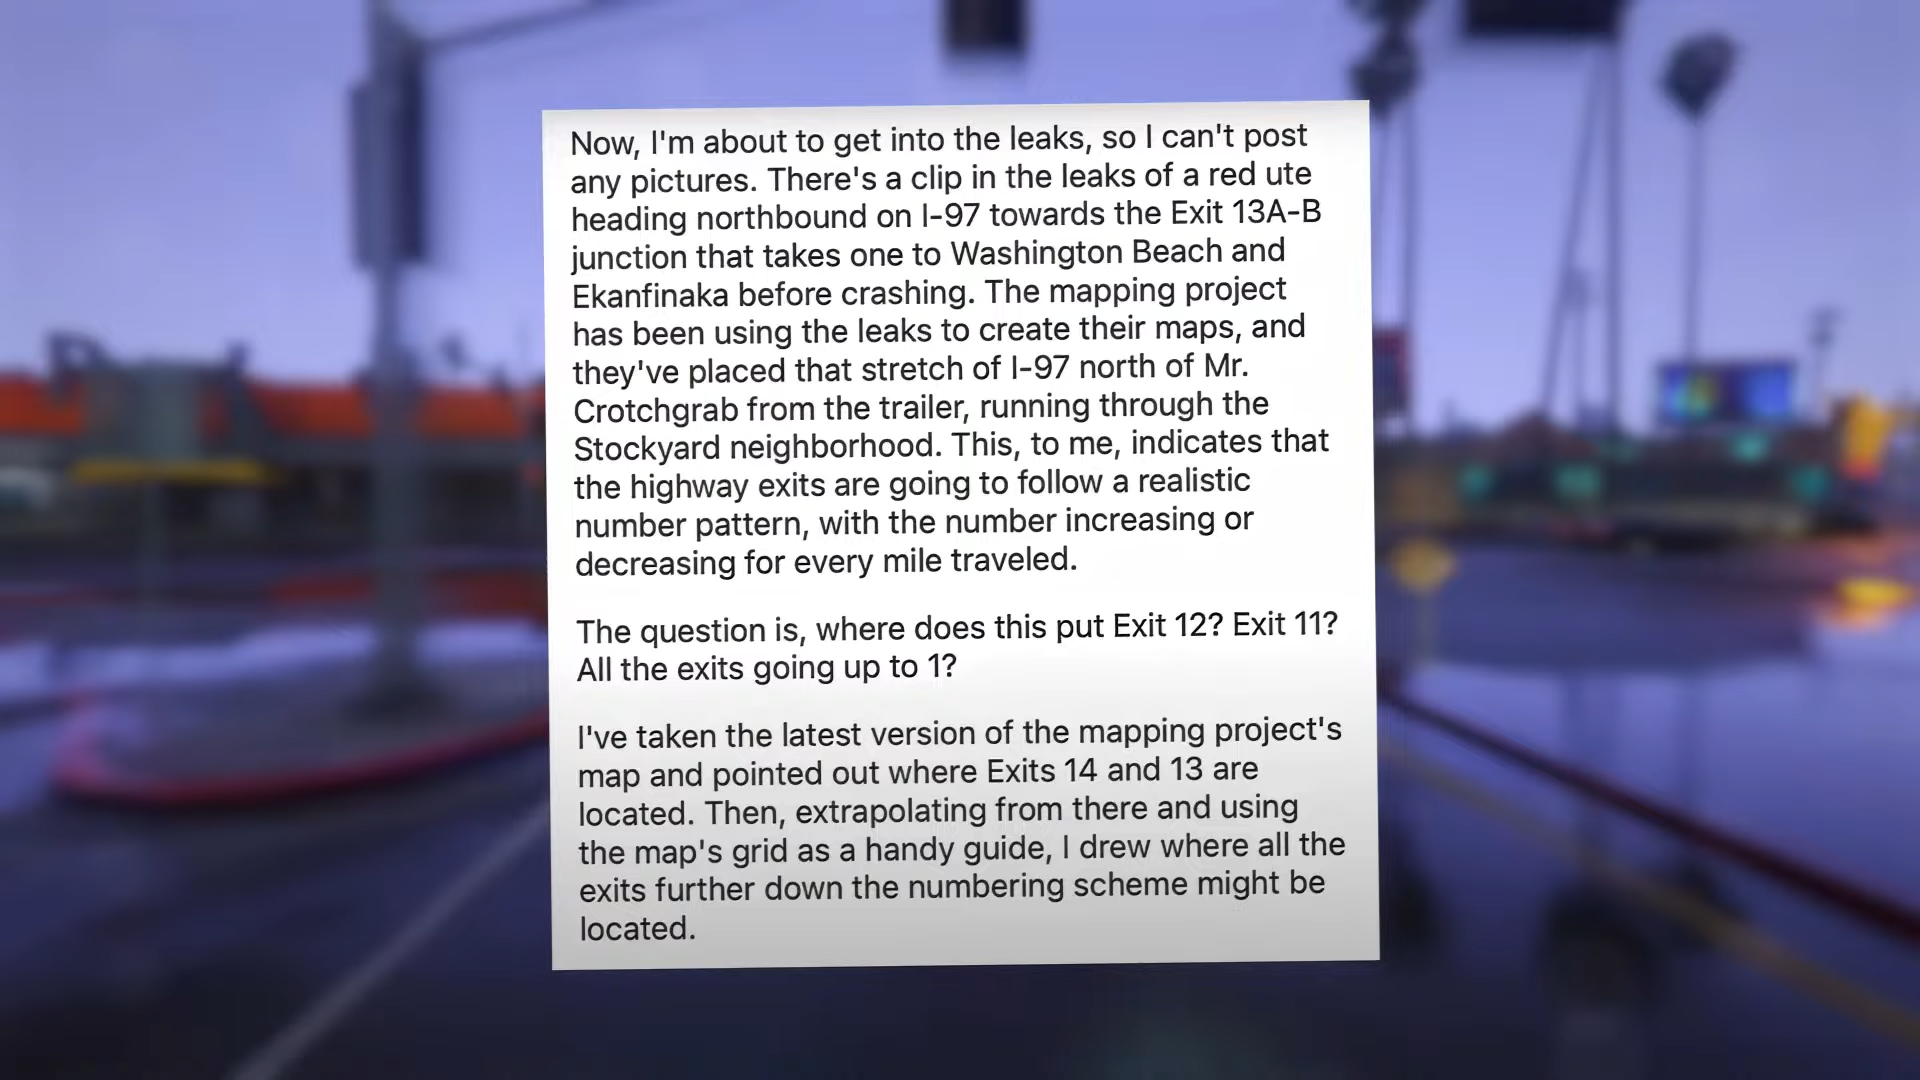 Now, I'm about to get into the leaks, so I can't post
any pictures. There's a clip in the leaks of a red ute
heading northbound on I-97 towards the Exit 13A-B
junction that takes one to Washington Beach and
Ekanfinaka before crashing. The mapping project
has been using the leaks to create their maps, and
they've placed that stretch of I-97 north of Mr.
Crotchgrab from the trailer, running through the
Stockyard neighborhood. This, to me, indicates that
the highway exits are going to follow a realistic
number pattern, with the number increasing or
decreasing for every mile traveled.
The question is, where does this put Exit 12? Exit 11?
All the exits going up to 1?
I've taken the latest version of the mapping project's
map and pointed out where Exits 14 and 13 are
located. Then, extrapolating from there and using
the map's grid as a handy guide, I drew where all the
exits further down the numbering scheme might be
located.